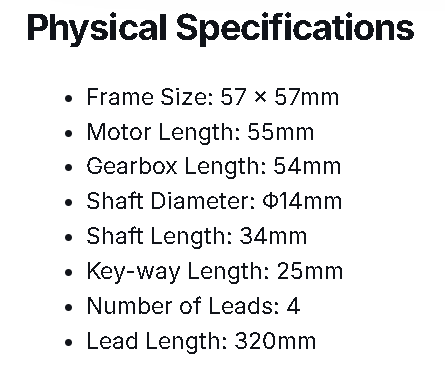 Physical Specifications
• Frame Size: 57 × 57mm
• Motor Length: 55mm
• Gearbox Length: 54mm
• Shaft Diameter: Φ14mm
• Shaft Length: 34mm
• Key-way Length: 25mm
• Number of Leads: 4
• Lead Length: 320mm